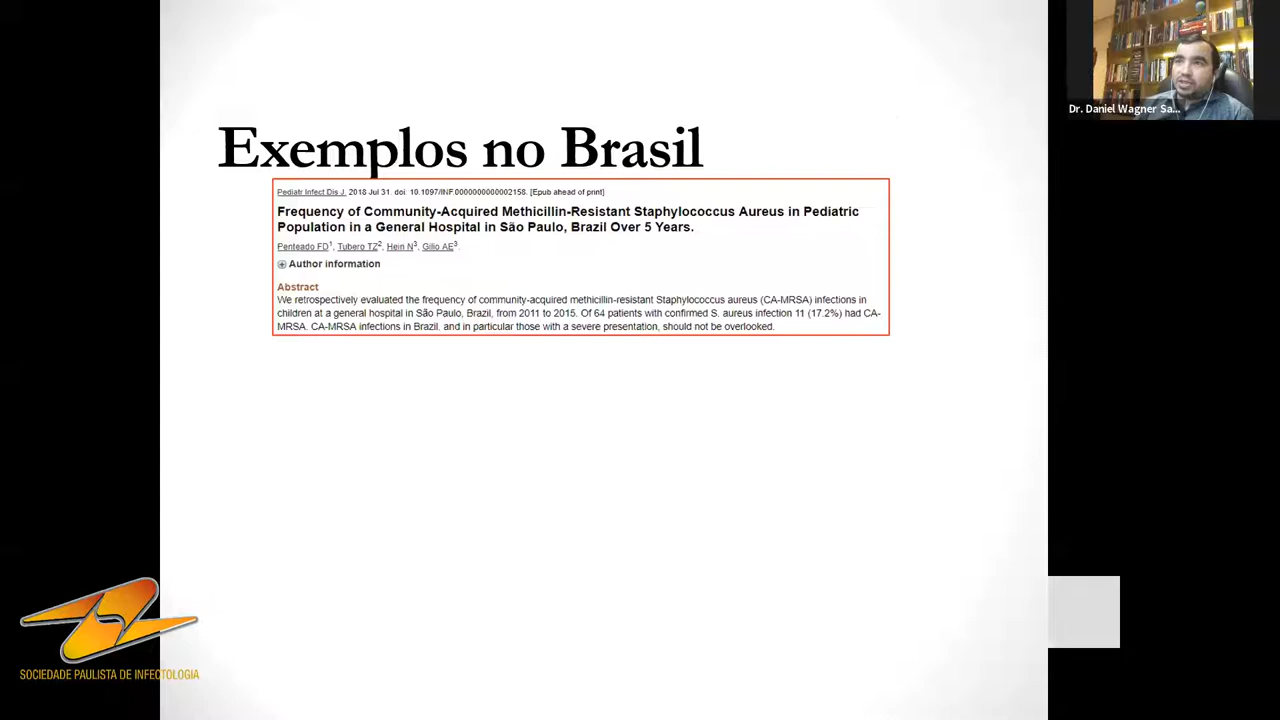 Dr. Daniel Wagner Sa...
Exemplos no Brasil
Pediatr Infect Dis J. 2018 Jul 31. doi: 10.1097/INF.0000000000002158. [Epub ahead of print]
Frequency of Community-Acquired Methicillin-Resistant Staphylococcus Aureus in Pediatric
Population in a General Hospital in São Paulo, Brazil Over 5 Years.
Penteado FD1, Tubero TZ2, Hein N3, Gilio AE3.
Author information
Abstract
We retrospectively evaluated the frequency of community-acquired methicillin-resistant Staphylococcus aureus (CA-MRSA) infections in
children at a general hospital in São Paulo, Brazil, from 2011 to 2015. Of 64 patients with confirmed S. aureus infection 11 (17.2%) had CA-
MRSA. CA-MRSA infections in Brazil, and in particular those with a severe presentation, should not be overlooked.
SOCIEDADE PAULISTA DE INFECTOLOGIA